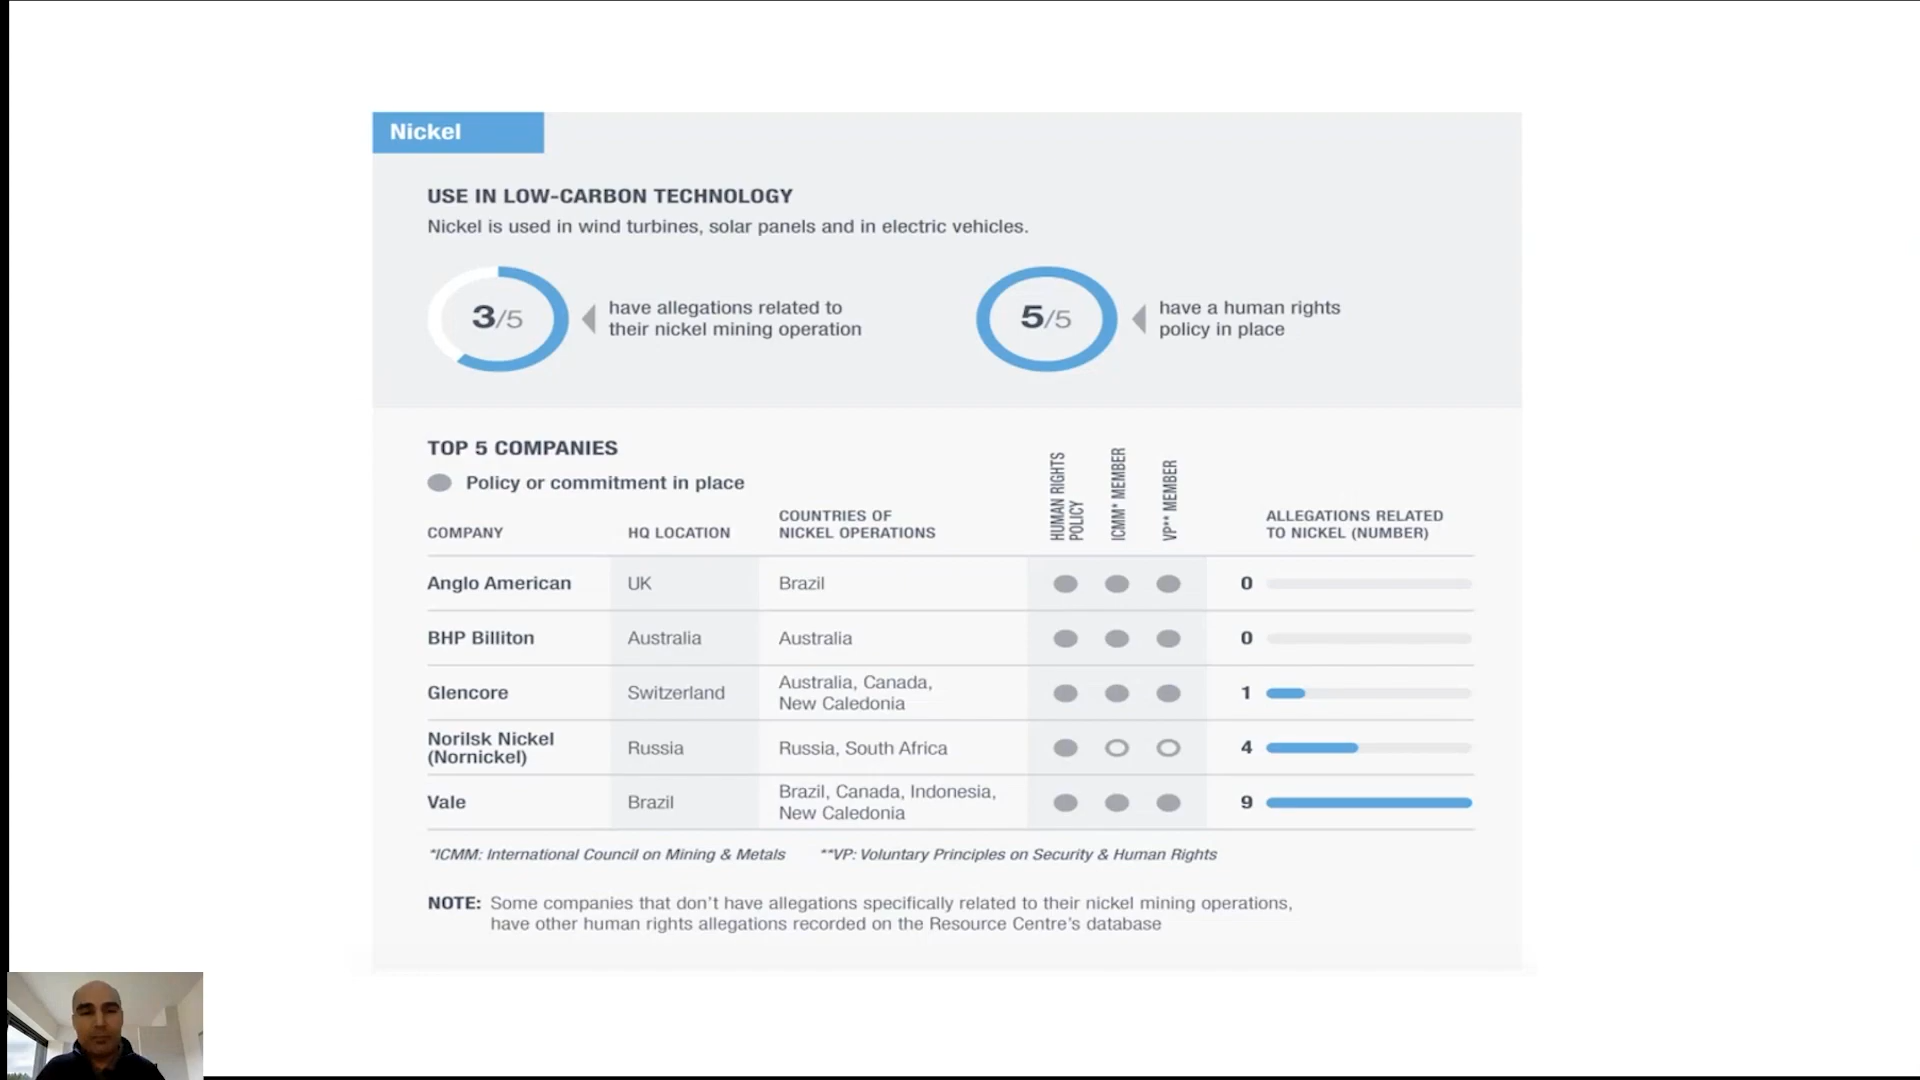 Nickel
USE IN LOW-CARBON TECHNOLOGY
Nickel is used in wind turbines, solar panels and in electric vehicles.
3/5
have allegations related to
their nickel mining operation
5/5
have a human rights
policy in place
TOP 5 COMPANIES
Policy or commitment in place
COMPANY
HQ LOCATION
COUNTRIES OF
NICKEL OPERATIONS
HUMAN RIGHTS
POLICY
ICMM* MEMBER
VP** MEMBER
ALLEGATIONS RELATED
TO NICKEL (NUMBER)
Anglo American UK Brazil 0
BHP Billiton Australia Australia 0
Glencore Switzerland Australia, Canada,
New Caledonia 1
Norilsk Nickel
(Nornickel) Russia Russia, South Africa 4
Vale Brazil Brazil, Canada, Indonesia,
New Caledonia 9
*ICMM: International Council on Mining & Metals **VP: Voluntary Principles on Security & Human Rights
NOTE: Some companies that don't have allegations specifically related to their nickel mining operations,
have other human rights allegations recorded on the Resource Centre's database